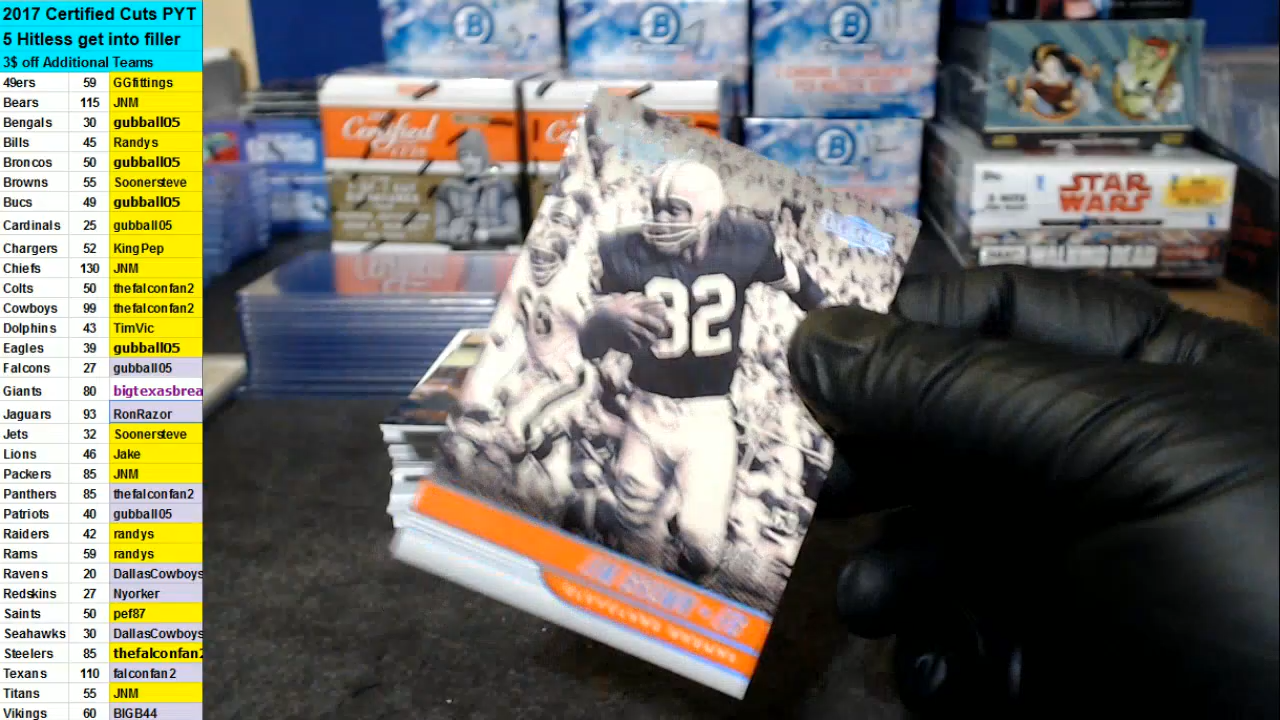 2017 Certified Cuts PYT
5 Hitless get into filler
3$ off Additional Teams
49ers 59 GGfittings
Bears 115 JNM
Bengals 30 gubball05
Bills 45 Randys
Broncos 50 gubball05
Browns 55 Soonersteve
Bucs 49 gubball05
Cardinals 25 gubball05
Chargers 52 KingPep
Chiefs 130 JNM
Colts 50 thefalconfan2
Cowboys 99 thefalconfan2
Dolphins 43 TimVic
Eagles 39 gubball05
Falcons 27 gubball05
Giants 80 bigtexasbrea
Jaguars 93 RonRazor
Jets 32 Soonersteve
Lions 46 Jake
Packers 85 JNM
Panthers 85 thefalconfan2
Patriots 40 gubball05
Raiders 42 randys
Rams 59 randys
Ravens 20 DallasCowboys
Redskins 27 Nyorker
Saints 50 pef87
Seahawks 30 DallasCowboys
Steelers 85 thefalconfan2
Texans 110 falconfan2
Titans 55 JNM
Vikings 60 BIGB44
Certified
B
B
B
B
STAR
WARS
32
CLEVELAND BROWNS